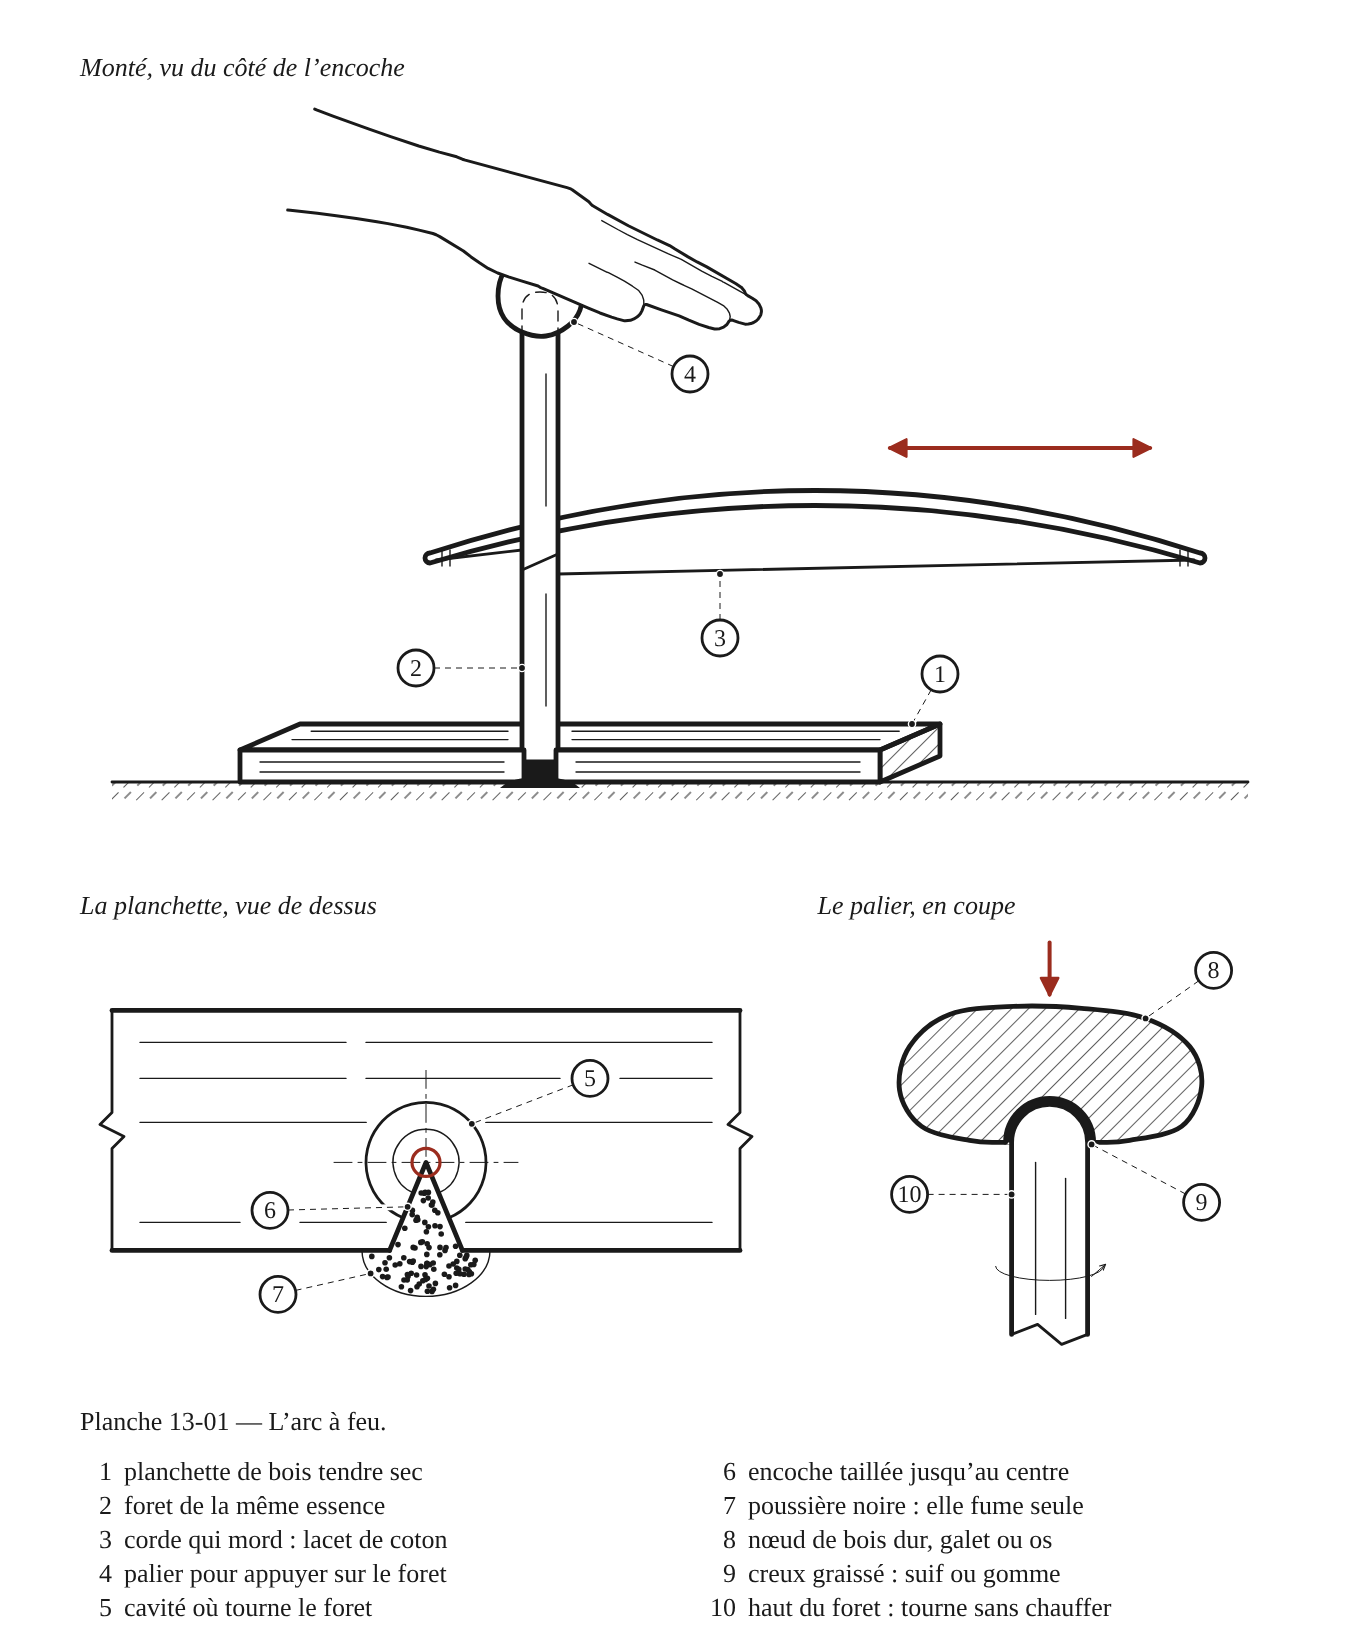 Monté, vu du côté de l’encoche
4
3
2
1
La planchette, vue de dessus
Le palier, en coupe
8
5
10
9
6
7
Planche 13-01 — L’arc à feu.
1 planchette de bois tendre sec
2 foret de la même essence
3 corde qui mord : lacet de coton
4 palier pour appuyer sur le foret
5 cavité où tourne le foret
6 encoche taillée jusqu’au centre
7 poussière noire : elle fume seule
8 nœud de bois dur, galet ou os
9 creux graissé : suif ou gomme
10 haut du foret : tourne sans chauffer